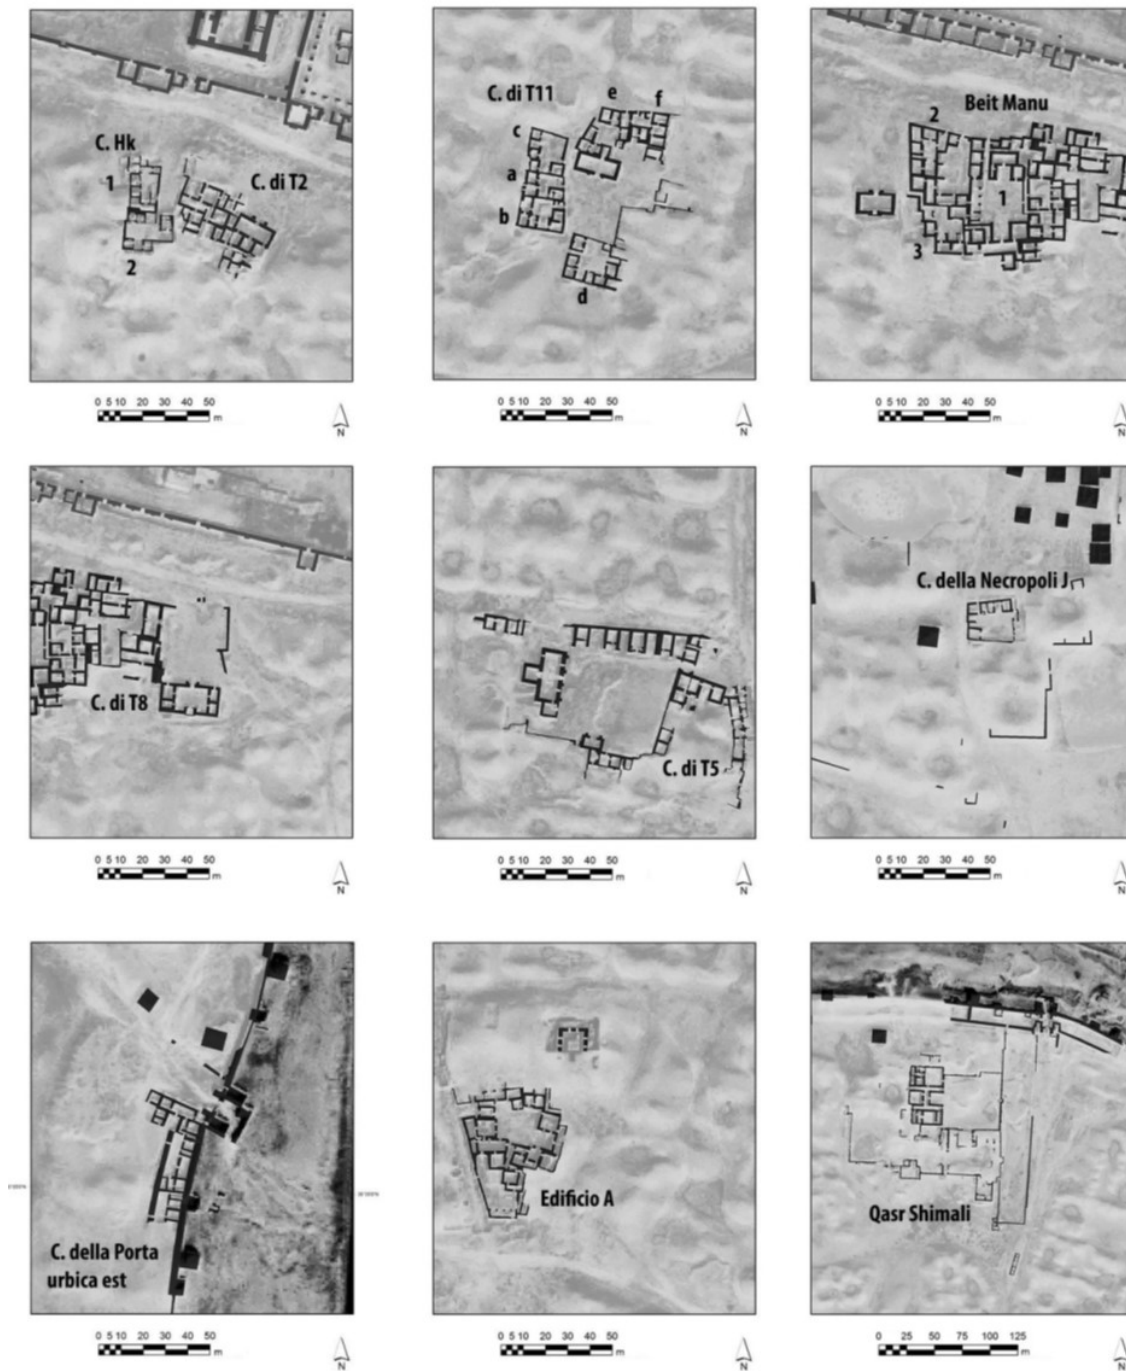 C. Hk
1
2
C. di T2
0 5 10 20 30 40 50
m
N
C. di T11
e
f
c
a
b
d
0 5 10 20 30 40 50
m
N
Beit Manu
2
1
3
0 5 10 20 30 40 50
m
N
C. di T8
0 5 10 20 30 40 50
m
N
C. di T5
0 5 10 20 30 40 50
m
N
C. della Necropoli J
0 5 10 20 30 40 50
m
N
C. della Porta
urbica est
0 5 10 20 30 40 50
m
N
Edificio A
0 5 10 20 30 40 50
m
N
Qasr Shimali
0 25 50 75 100 125
m
N